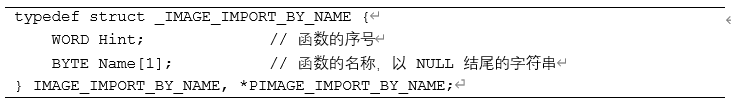 typedef struct _IMAGE_IMPORT_BY_NAME {
    WORD Hint;            // 函数的序号
    BYTE Name[1];         // 函数的名称，以 NULL 结尾的字符串
} IMAGE_IMPORT_BY_NAME, *PIMAGE_IMPORT_BY_NAME;